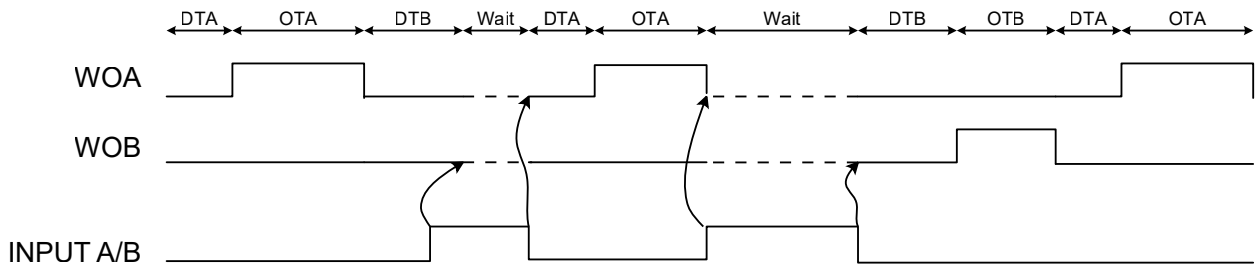 DTA OTA DTB Wait DTA OTA Wait DTB OTB DTA OTA
WOA
WOB
INPUT A/B